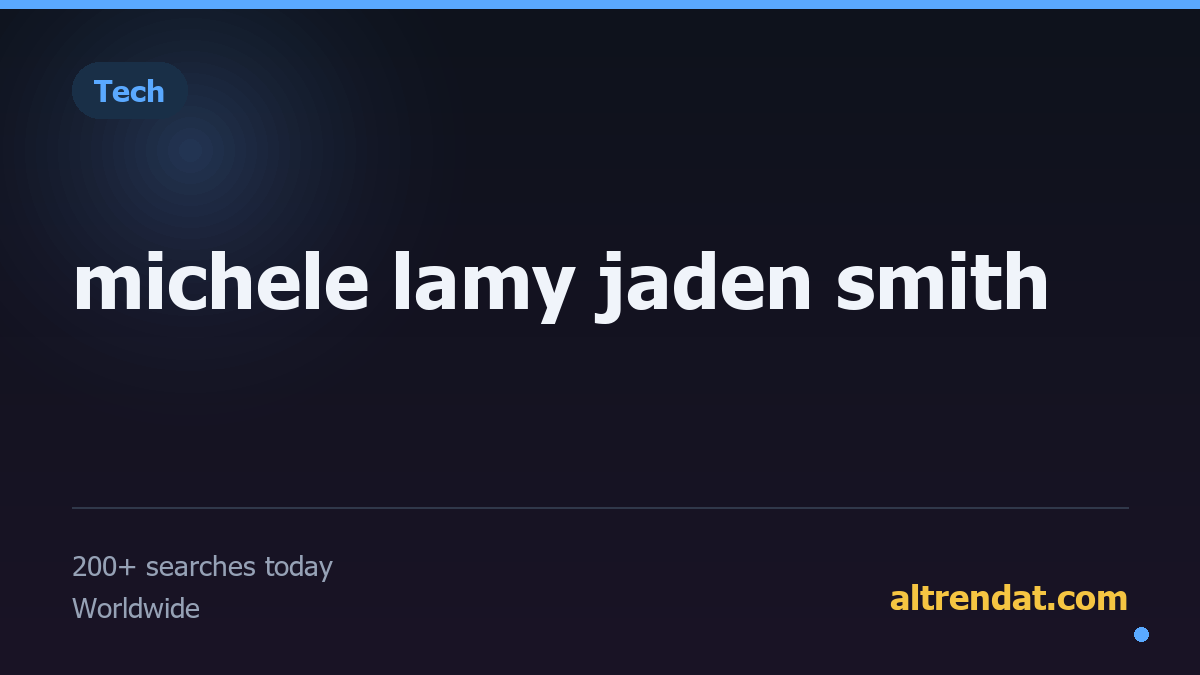 Tech
michele lamy jaden smith
200+ searches today
Worldwide
altrendat.com